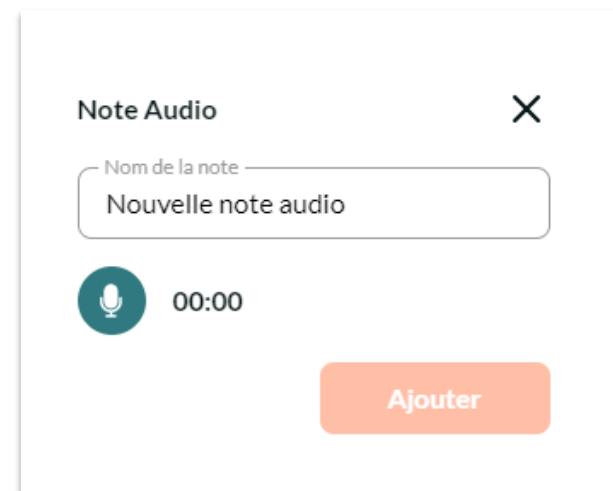 Note Audio
Nom de la note
Nouvelle note audio
00:00
Ajouter